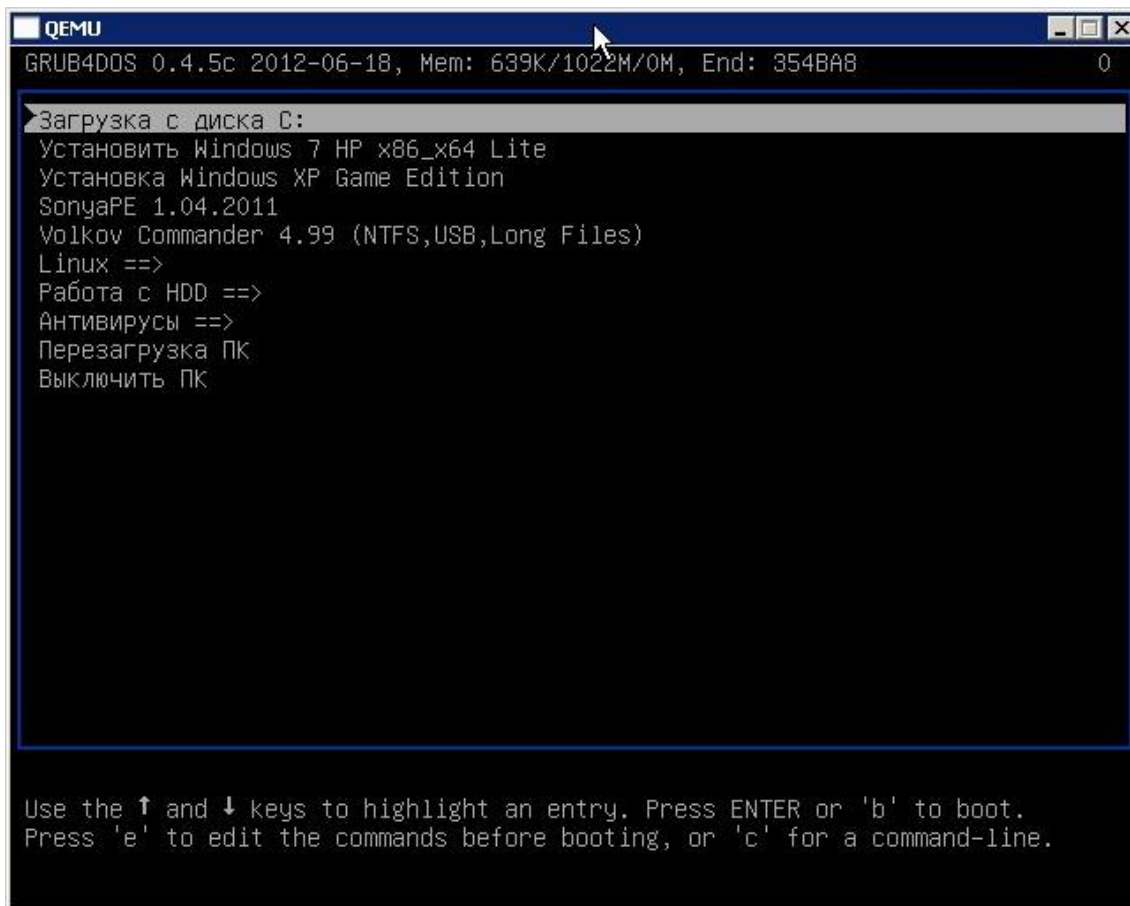 QEMU
GRUB4DOS 0.4.5c 2012-06-18, Mem: 639K/1022M/0M, End: 354BA8 0
Загрузка с диска C:
Установить Windows 7 HP x86_x64 Lite
Установка Windows XP Game Edition
SonyaPE 1.04.2011
Volkov Commander 4.99 (NTFS,USB,Long Files)
Linux ==>
Работа с HDD ==>
Антивирусы ==>
Перезагрузка ПК
Выключить ПК
Use the ↑ and ↓ keys to highlight an entry. Press ENTER or 'b' to boot.
Press 'e' to edit the commands before booting, or 'c' for a command-line.